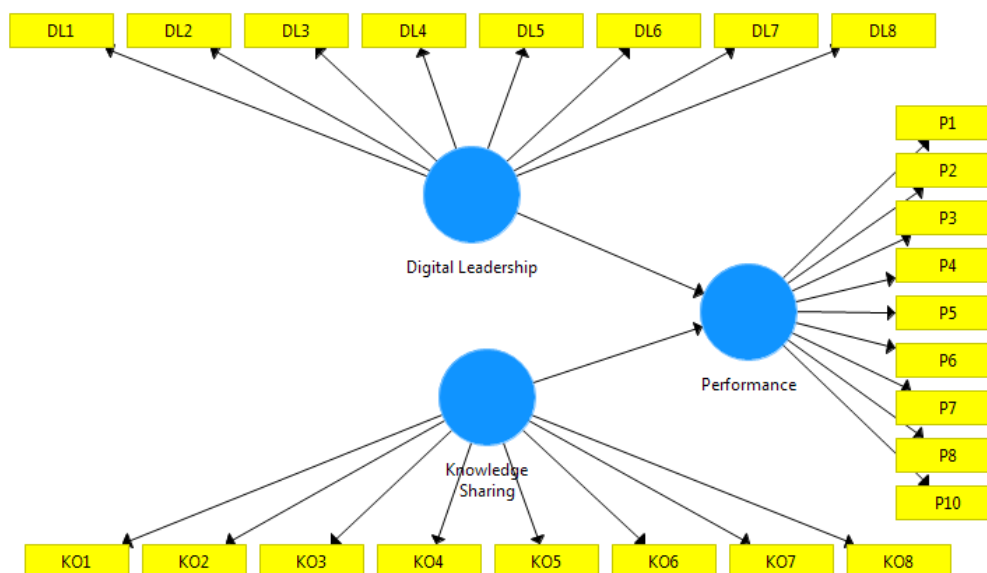 DL1 DL2 DL3 DL4 DL5 DL6 DL7 DL8
P1
P2
P3
Digital Leadership
P4
P5
P6
Performance
P7
P8
Knowledge
Sharing
P10
KO1 KO2 KO3 KO4 KO5 KO6 KO7 KO8